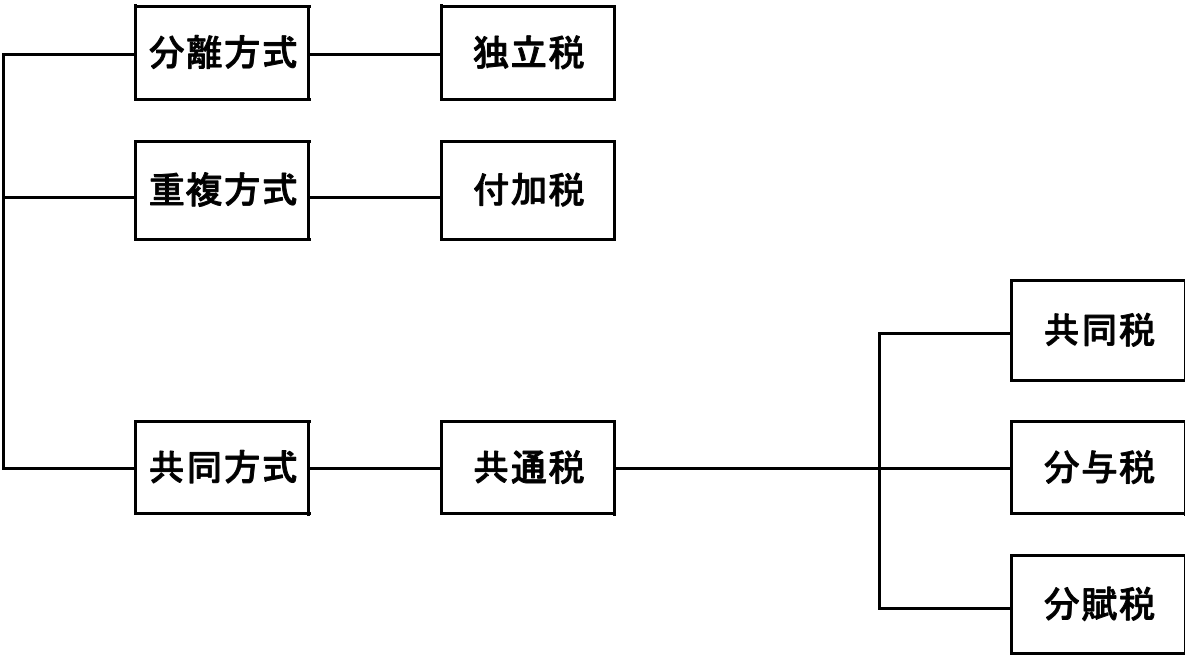 分離方式
独立税
重複方式
付加税
共同方式
共通税
共同税
分与税
分賦税